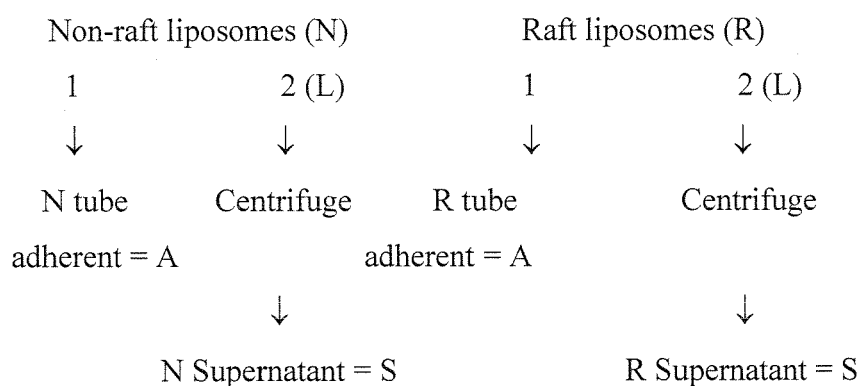 Non-raft liposomes (N) Raft liposomes (R)
1 2 (L) 1 2 (L)
↓ ↓ ↓ ↓
N tube Centrifuge R tube Centrifuge
adherent = A adherent = A
↓ ↓
N Supernatant = S R Supernatant = S